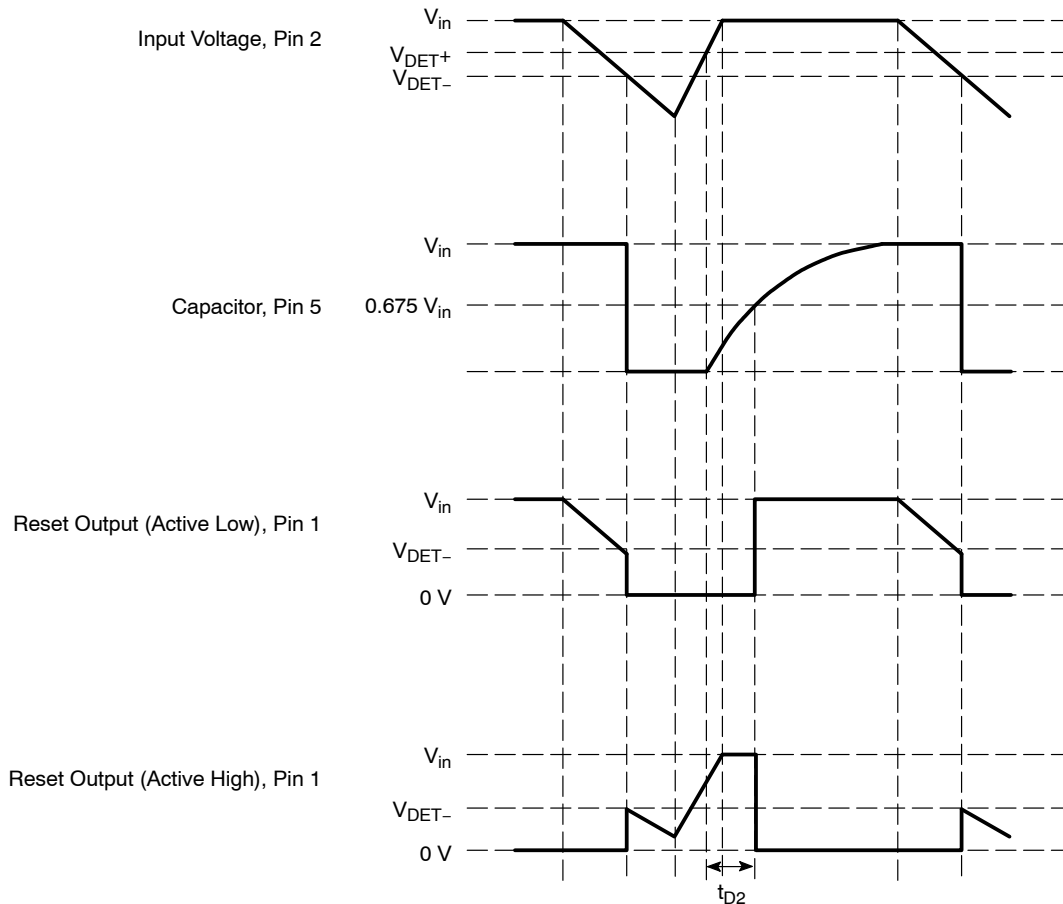 V_in
Input Voltage, Pin 2
V_DET+
V_DET−
V_in
Capacitor, Pin 5
0.675 V_in
V_in
Reset Output (Active Low), Pin 1
V_DET−
0 V
V_in
Reset Output (Active High), Pin 1
V_DET−
0 V
t_D2